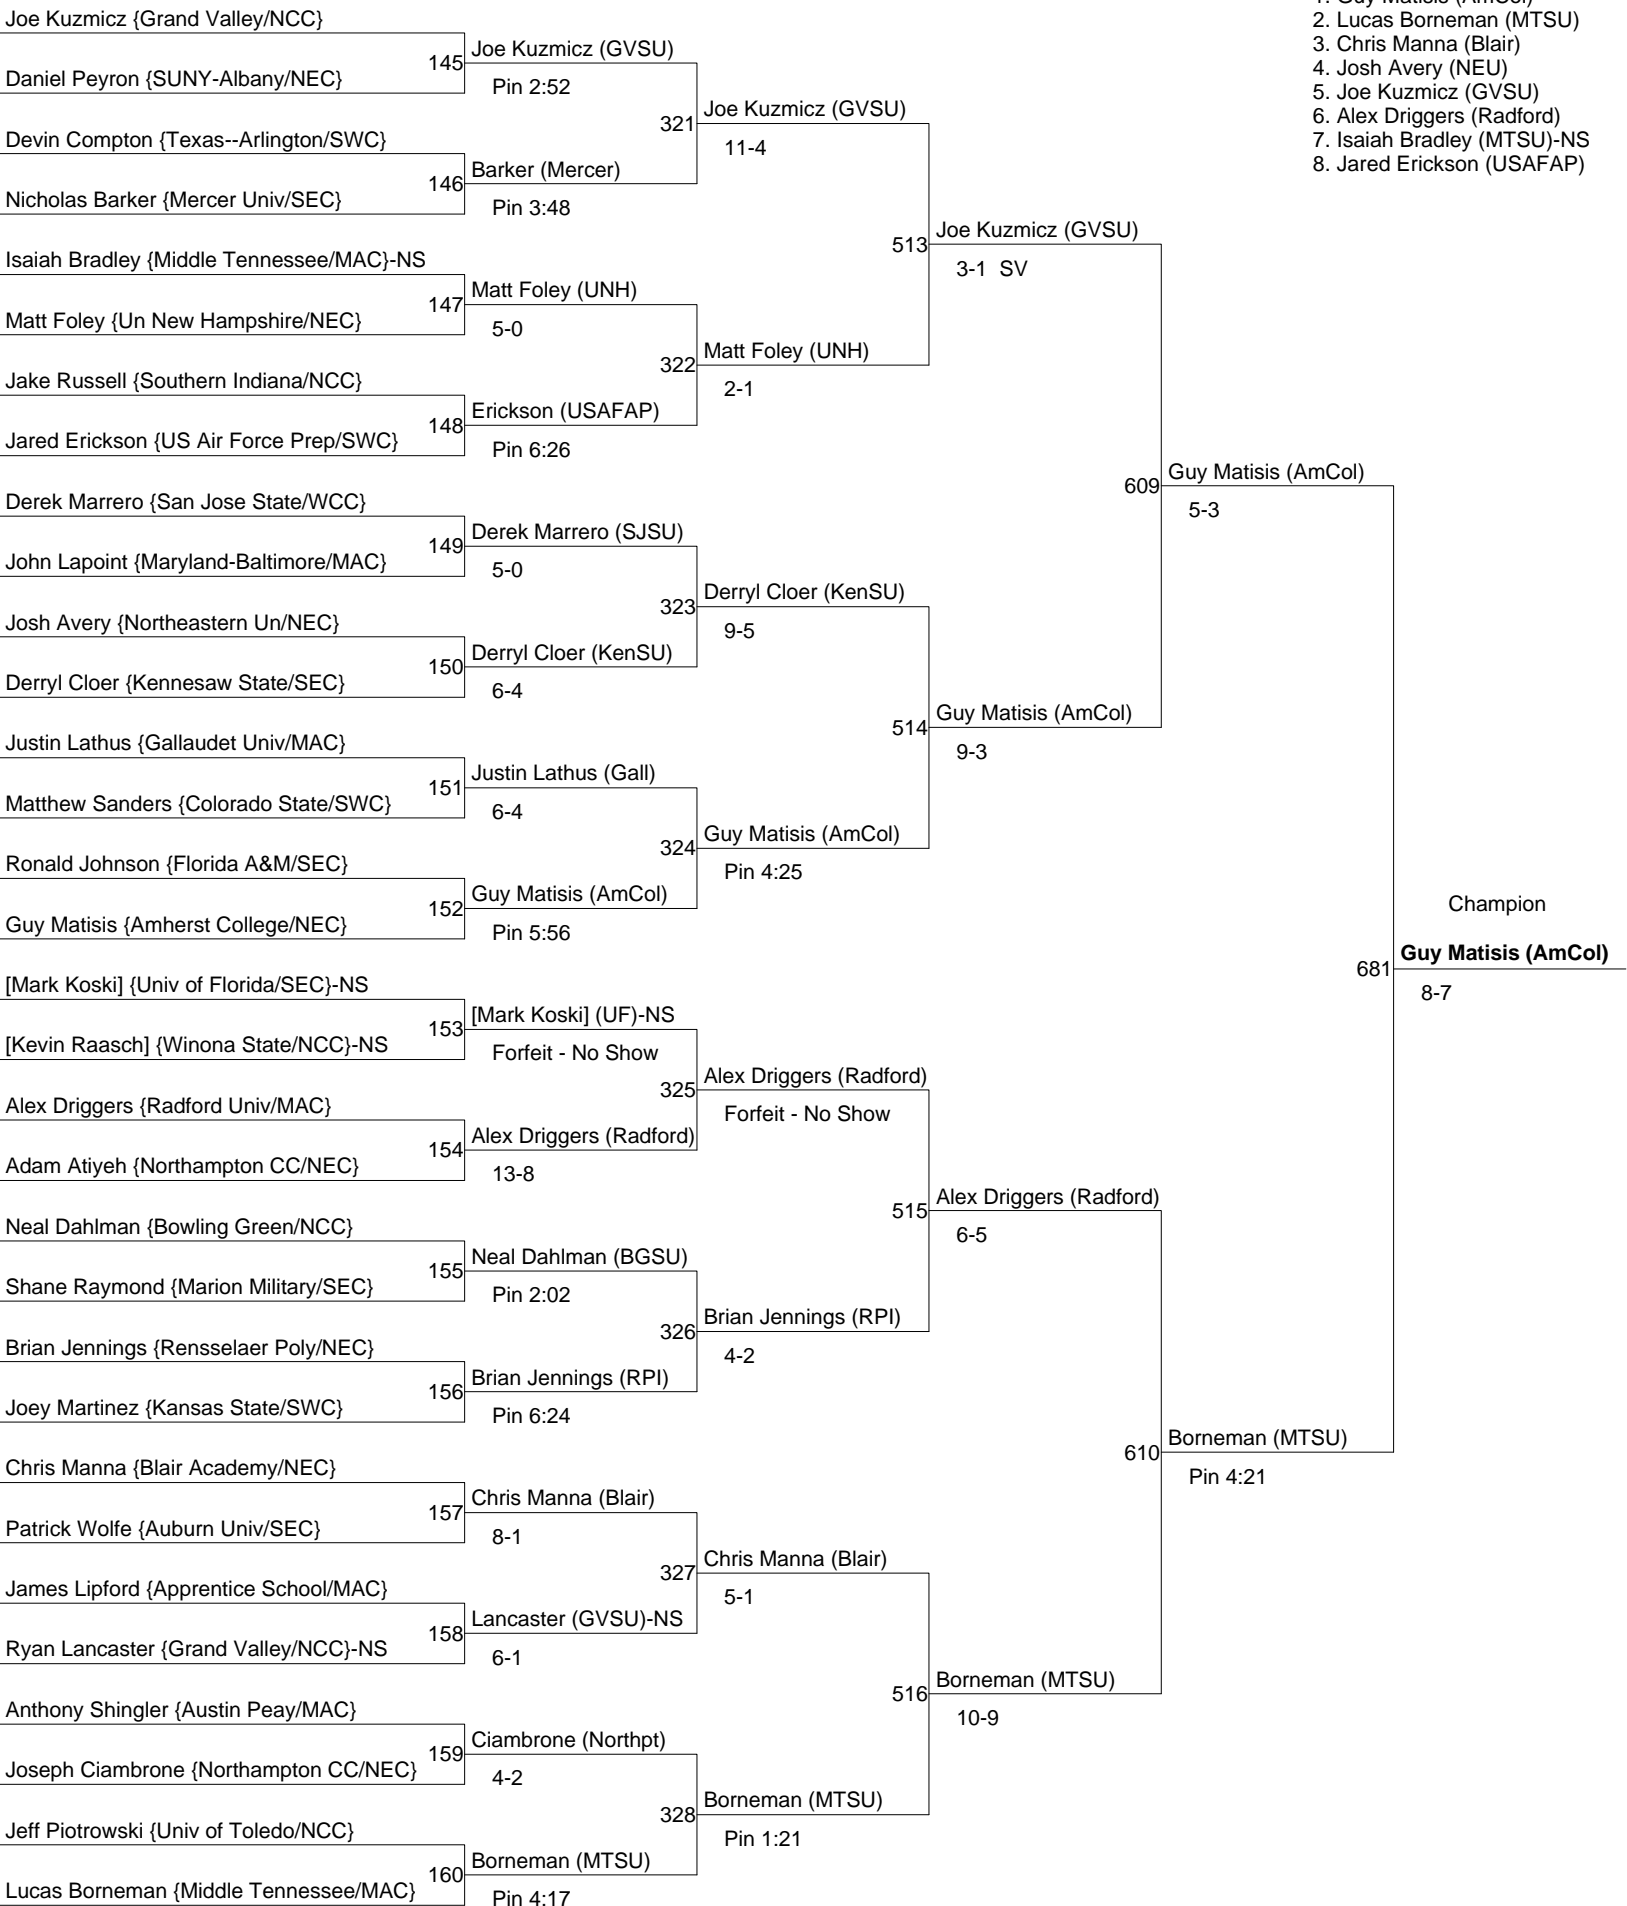 Joe Kuzmicz {Grand Valley/NCC}
145
Daniel Peyron {SUNY-Albany/NEC}
Devin Compton {Texas--Arlington/SWC}
146
Nicholas Barker {Mercer Univ/SEC}
Isaiah Bradley {Middle Tennessee/MAC}-NS
147
Matt Foley {Un New Hampshire/NEC}
Jake Russell {Southern Indiana/NCC}
148
Jared Erickson {US Air Force Prep/SWC}
Derek Marrero {San Jose State/WCC}
149
John Lapoint {Maryland-Baltimore/MAC}
Josh Avery {Northeastern Un/NEC}
150
Derryl Cloer {Kennesaw State/SEC}
Justin Lathus {Gallaudet Univ/MAC}
151
Matthew Sanders {Colorado State/SWC}
Ronald Johnson {Florida A&M/SEC}
152
Guy Matisis {Amherst College/NEC}
[Mark Koski] {Univ of Florida/SEC}-NS
153
[Kevin Raasch] {Winona State/NCC}-NS
Alex Driggers {Radford Univ/MAC}
154
Adam Atiyeh {Northampton CC/NEC}
Neal Dahlman {Bowling Green/NCC}
155
Shane Raymond {Marion Military/SEC}
Brian Jennings {Rensselaer Poly/NEC}
156
Joey Martinez {Kansas State/SWC}
Chris Manna {Blair Academy/NEC}
157
Patrick Wolfe {Auburn Univ/SEC}
James Lipford {Apprentice School/MAC}
158
Ryan Lancaster {Grand Valley/NCC}-NS
Anthony Shingler {Austin Peay/MAC}
159
Joseph Ciambrone {Northampton CC/NEC}
Jeff Piotrowski {Univ of Toledo/NCC}
160
Lucas Borneman {Middle Tennessee/MAC}
Joe Kuzmicz (GVSU)
Pin 2:52
321
Barker (Mercer)
Pin 3:48
Matt Foley (UNH)
5-0
322
Erickson (USAFAP)
Pin 6:26
Derek Marrero (SJSU)
5-0
323
Derryl Cloer (KenSU)
6-4
Justin Lathus (Gall)
6-4
324
Guy Matisis (AmCol)
Pin 5:56
[Mark Koski] (UF)-NS
Forfeit - No Show
325
Alex Driggers (Radford)
13-8
Neal Dahlman (BGSU)
Pin 2:02
326
Brian Jennings (RPI)
Pin 6:24
Chris Manna (Blair)
8-1
327
Lancaster (GVSU)-NS
6-1
Ciambrone (Northpt)
4-2
328
Borneman (MTSU)
Pin 4:17
Joe Kuzmicz (GVSU)
11-4
513
Matt Foley (UNH)
2-1
Derryl Cloer (KenSU)
9-5
514
Guy Matisis (AmCol)
Pin 4:25
Alex Driggers (Radford)
Forfeit - No Show
515
Brian Jennings (RPI)
4-2
Chris Manna (Blair)
5-1
516
Borneman (MTSU)
Pin 1:21
Joe Kuzmicz (GVSU)
3-1 SV
609
Guy Matisis (AmCol)
9-3
Alex Driggers (Radford)
6-5
610
Borneman (MTSU)
10-9
Guy Matisis (AmCol)
5-3
681
Borneman (MTSU)
Pin 4:21
Champion
Guy Matisis (AmCol)
8-7
1. Guy Matisis (AmCol)
2. Lucas Borneman (MTSU)
3. Chris Manna (Blair)
4. Josh Avery (NEU)
5. Joe Kuzmicz (GVSU)
6. Alex Driggers (Radford)
7. Isaiah Bradley (MTSU)-NS
8. Jared Erickson (USAFAP)